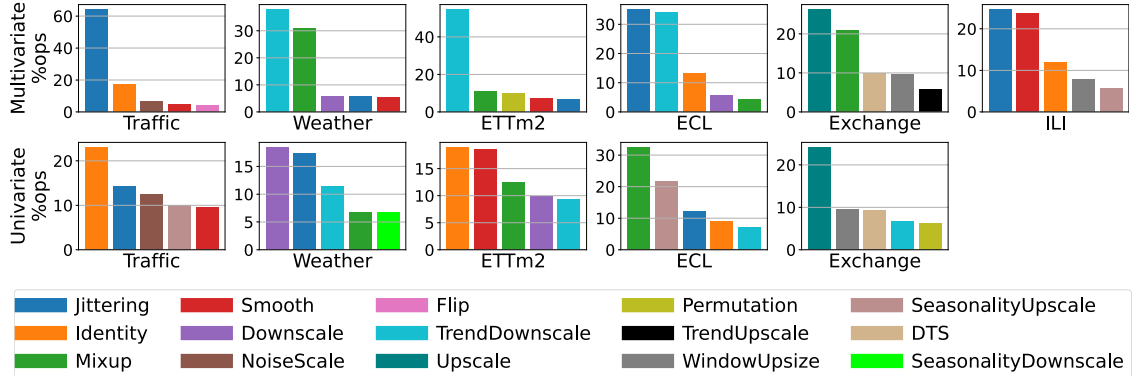 Multivariate
%ops
60
40
20
0
Traffic
30
20
10
0
Weather
40
20
0
ETTm2
30
20
10
0
ECL
20
10
0
Exchange
20
10
0
ILI
Univariate
%ops
20
10
0
Traffic
15
10
5
0
Weather
15
10
5
0
ETTm2
30
20
10
0
ECL
20
10
0
Exchange
Jittering Smooth Flip Permutation SeasonalityUpscale
Identity Downscale TrendDownscale TrendUpscale DTS
Mixup NoiseScale Upscale WindowUpsize SeasonalityDownscale